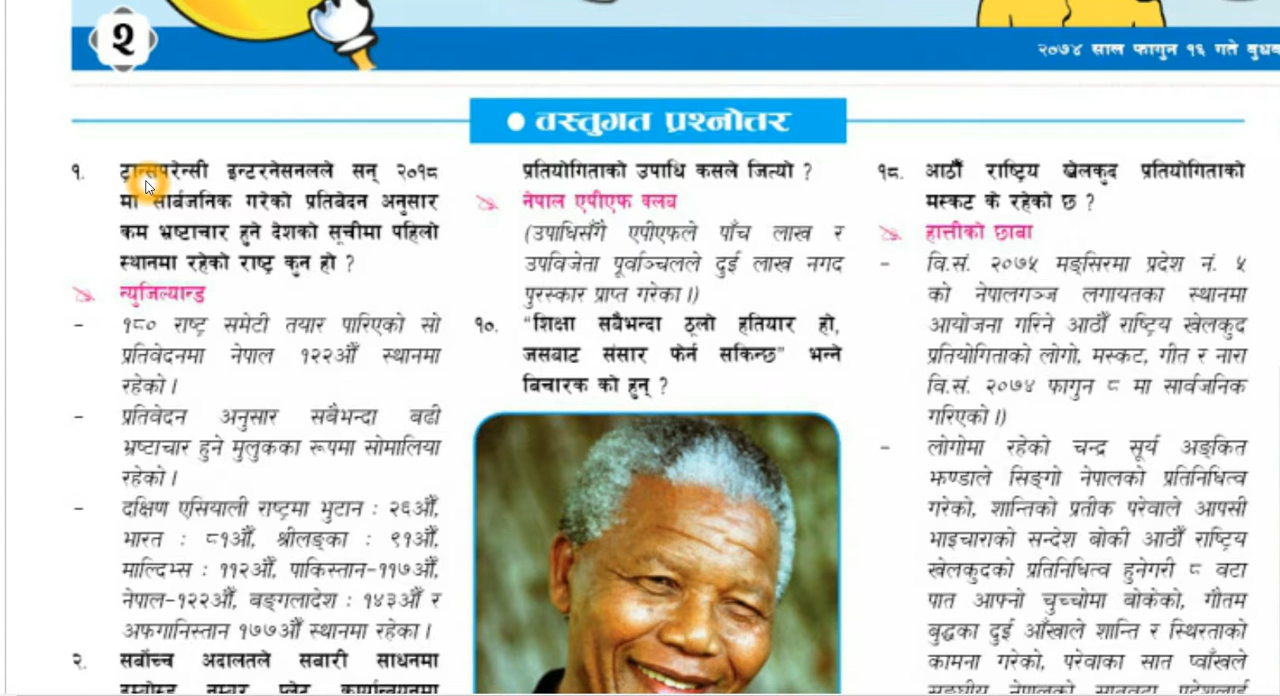 २
२०७४ साल फागुन १६ गते बुधब
वस्तुगत प्रश्नोत्तर
१. ट्रान्सपरेन्सी इन्टरनेसनलले सन् २०१८
मा सार्बजनिक गरेको प्रतिबेदन अनुसार
कम भ्रष्टाचार हुने देशको सूचीमा पहिलो
स्थानमा रहेको राष्ट्र कुन हो ?
न्युजिल्यान्ड
- १८० राष्ट्र समेटी तयार पारिएको सो
प्रतिवेदनमा नेपाल १२२औँ स्थानमा
रहेको ।
- प्रतिवेदन अनुसार सबैभन्दा बढी
भ्रष्टाचार हुने मुलुकका रूपमा सोमालिया
रहेको ।
- दक्षिण एसियाली राष्ट्रमा भुटान : २६औँ,
भारत : ८१औँ, श्रीलङ्का : ९१औँ,
माल्दिभ्स : ११२औँ, पाकिस्तान-११७औँ,
नेपाल-१२२औँ, बङ्गलादेश : १४३औँ र
अफगानिस्तान १७७औँ स्थानमा रहेका ।
२. सर्बोच्च अदालतले सबारी साधनमा
प्रतियोगिताको उपाधि कसले जित्यो ?
नेपाल एपीएफ क्लब
(उपाधिसँगै एपीएफले पाँच लाख र
उपविजेता पूर्वाञ्चलले दुई लाख नगद
पुरस्कार प्राप्त गरेका ।)
१०. “शिक्षा सबैभन्दा ठूलो हतियार हो,
जसबाट संसार फेर्न सकिन्छ” भन्ने
बिचारक को हुन् ?
१८. आठौँ राष्ट्रिय खेलकुद प्रतियोगिताको
मस्कट के रहेको छ ?
हात्तीको छाबा
- वि.सं. २०७५ मङ्सिरमा प्रदेश नं. ५
को नेपालगञ्ज लगायतका स्थानमा
आयोजना गरिने आठौँ राष्ट्रिय खेलकुद
प्रतियोगिताको लोगो, मस्कट, गीत र नारा
वि.सं. २०७४ फागुन ८ मा सार्वजनिक
गरिएको ।)
- लोगोमा रहेको चन्द्र सूर्य अङ्कित
झण्डाले सिङ्गो नेपालको प्रतिनिधित्व
गरेको, शान्तिको प्रतीक परेवाले आपसी
भाइचाराको सन्देश बोकी आठौँ राष्ट्रिय
खेलकुदको प्रतिनिधित्व हुनेगरी ८ वटा
पात आफ्नो चुच्चोमा बोकेको, गौतम
बुद्धका दुई आँखाले शान्ति र स्थिरताको
कामना गरेको, परेवाका सात प्वाँखले